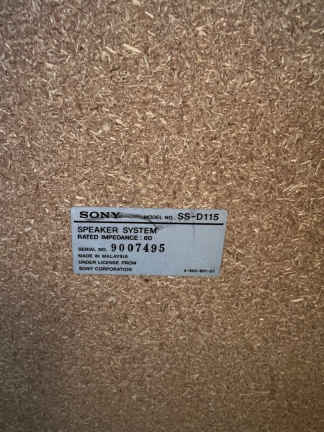 SONY MODEL NO. SS-D115
SPEAKER SYSTEM
RATED IMPEDANCE : 6Ω
SERIAL NO. 9007495
MADE IN MALAYSIA
UNDER LICENSE FROM
SONY CORPORATION